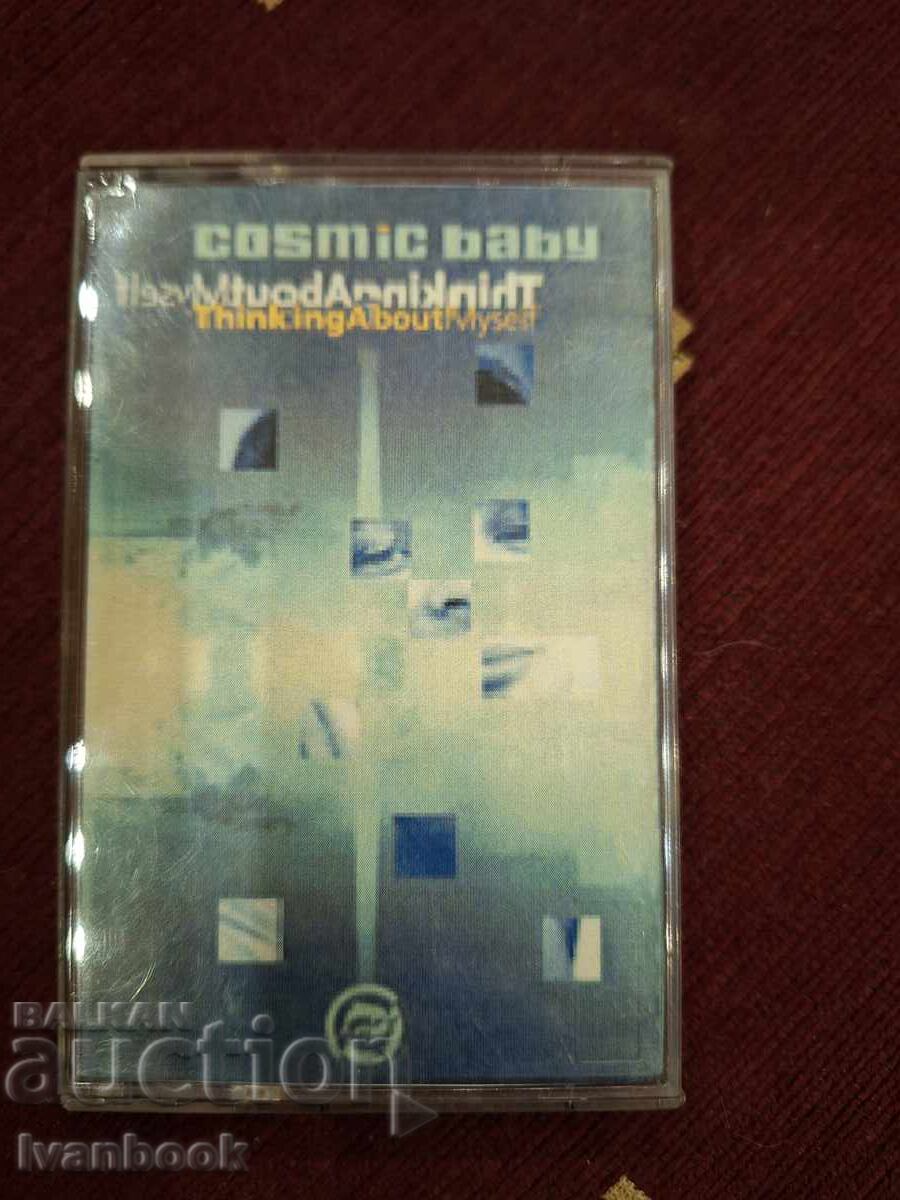 cosmic baby
ThinkingAboutMyself
ThinkingAboutMyself
BALKAN
auction
Ivanbook